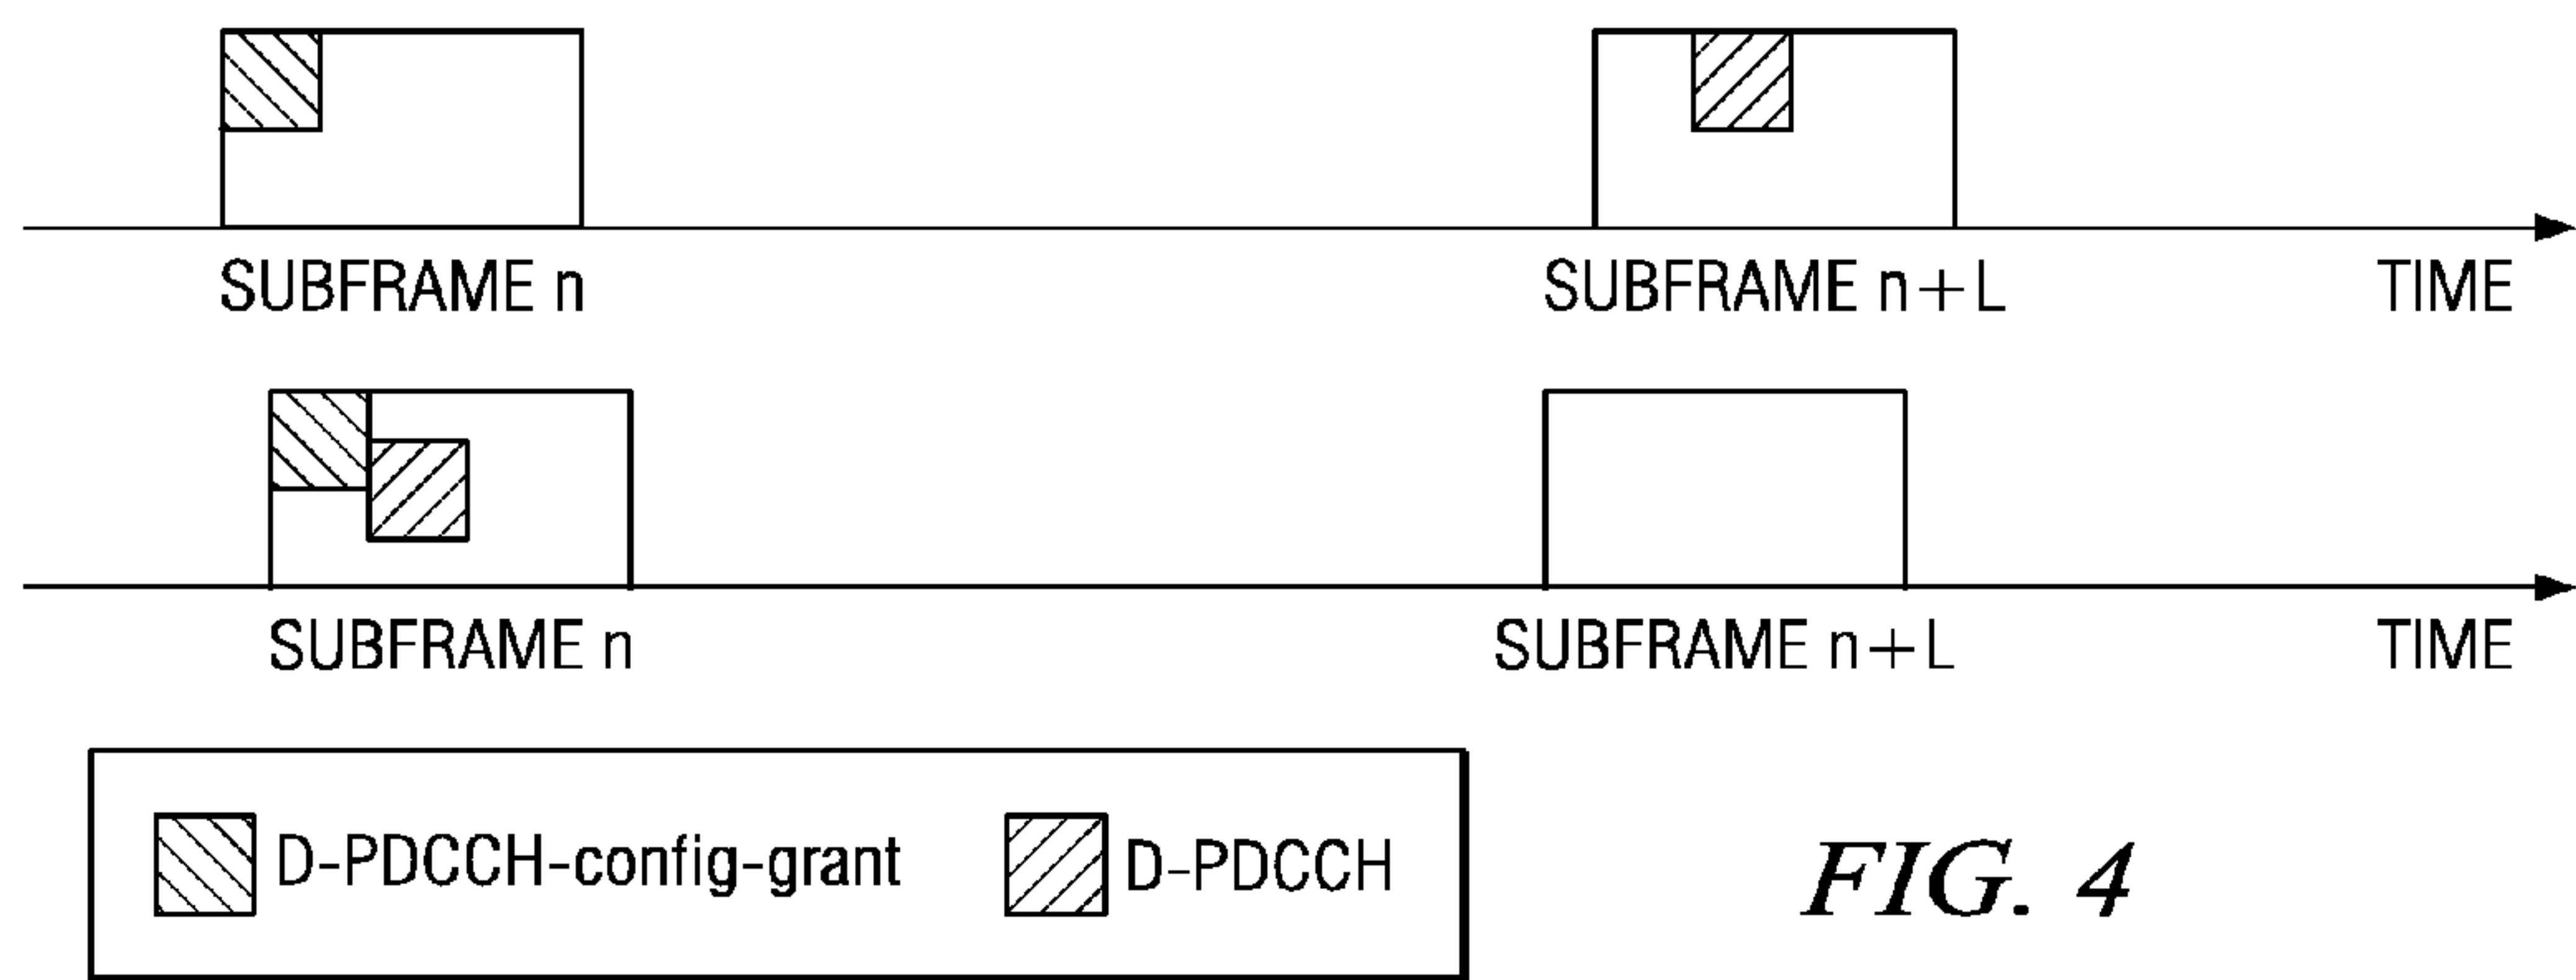 SUBFRAME n
SUBFRAME n+L
TIME
SUBFRAME n
SUBFRAME n+L
TIME
D-PDCCH-config-grant
D-PDCCH
FIG. 4